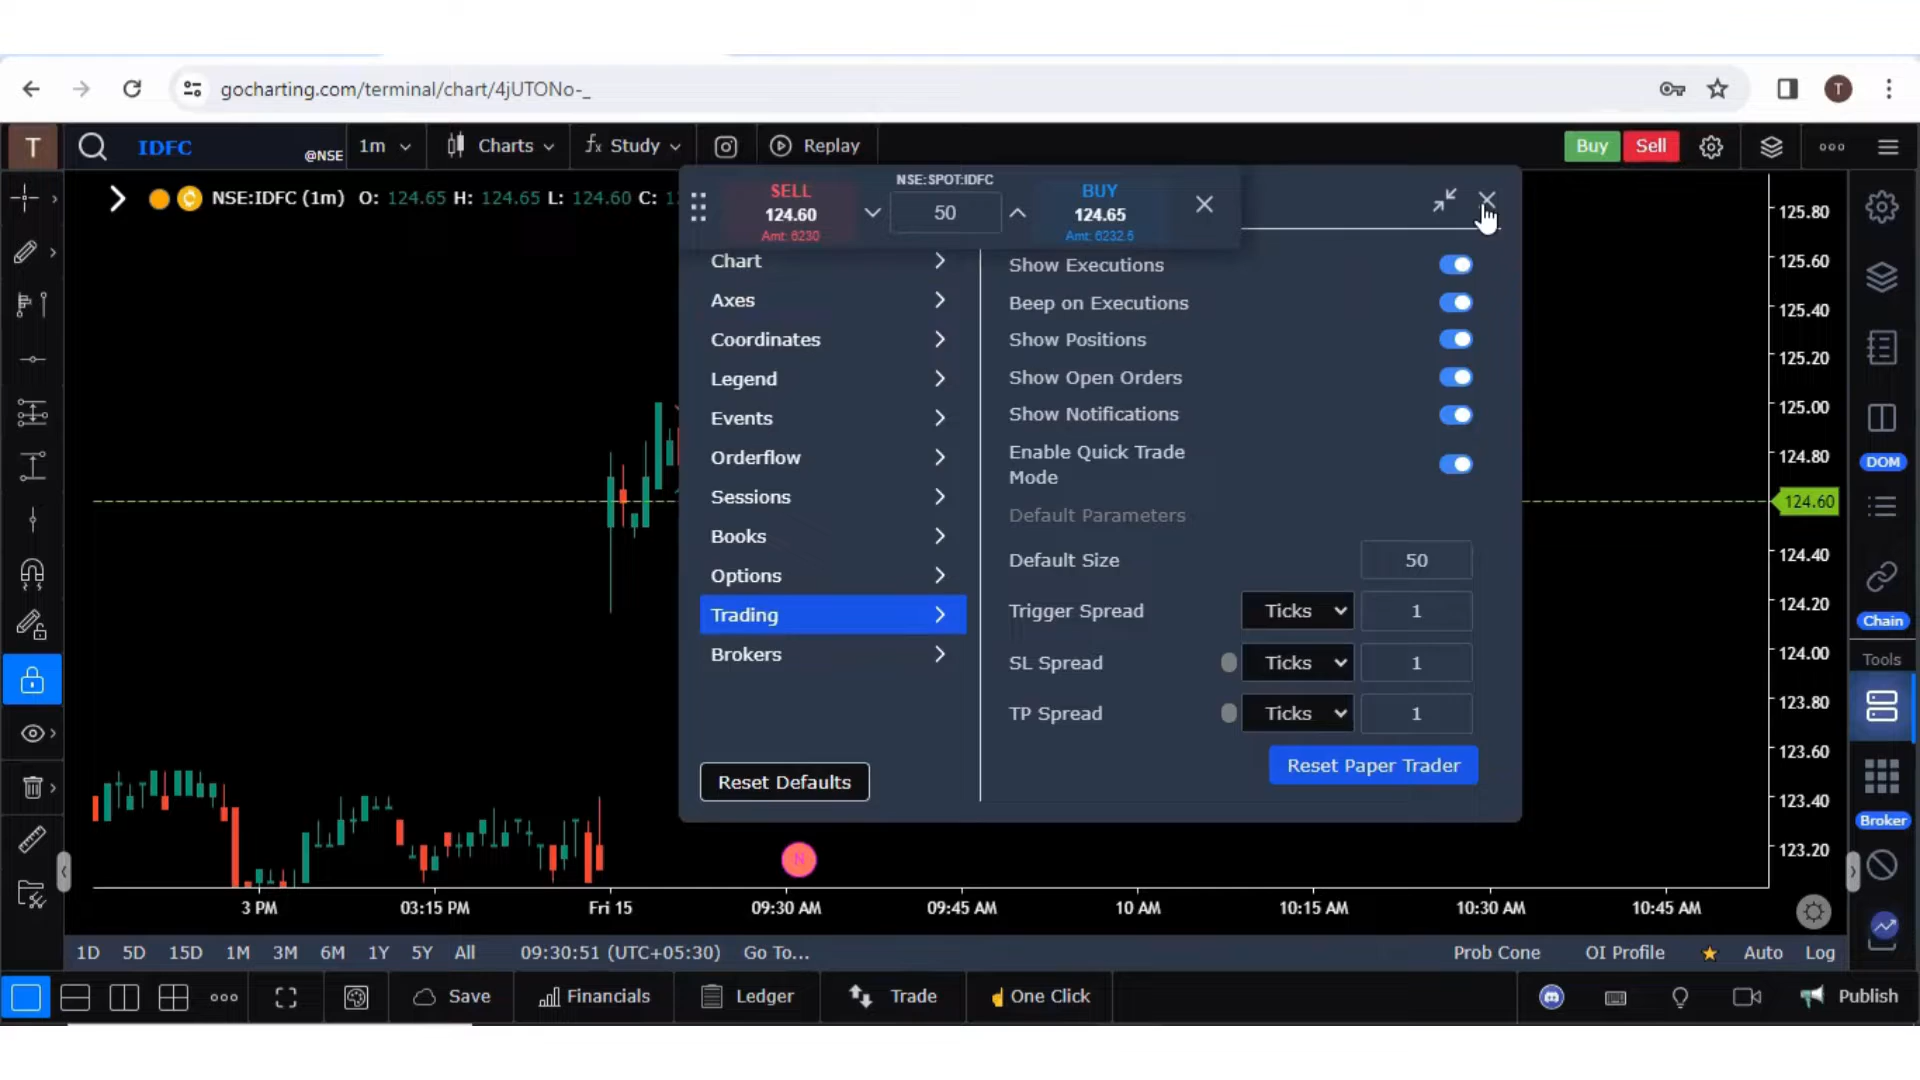 gocharting.com/terminal/chart/4jUTONo-_
T
T
IDFC
@NSE
1m
Charts
Study
Replay
Buy
Sell
NSE:IDFC (1m) O: 124.65 H: 124.65 L: 124.60 C:
NSE:SPOT:IDFC
SELL
124.60
Amt: 6230
50
BUY
124.65
Amt: 6232.5
Chart
Axes
Coordinates
Legend
Events
Orderflow
Sessions
Books
Options
Trading
Brokers
Reset Defaults
Show Executions
Beep on Executions
Show Positions
Show Open Orders
Show Notifications
Enable Quick Trade
Mode
Default Parameters
Default Size 50
Trigger Spread Ticks 1
SL Spread Ticks 1
TP Spread Ticks 1
Reset Paper Trader
125.80
125.60
125.40
125.20
125.00
124.80
124.60
124.40
124.20
124.00
123.80
123.60
123.40
123.20
DOM
Chain
Tools
Broker
N
3 PM 03:15 PM Fri 15 09:30 AM 09:45 AM 10 AM 10:15 AM 10:30 AM 10:45 AM
1D 5D 15D 1M 3M 6M 1Y 5Y All 09:30:51 (UTC+05:30) Go To... Prob Cone OI Profile Auto Log
Save Financials Ledger Trade One Click Publish